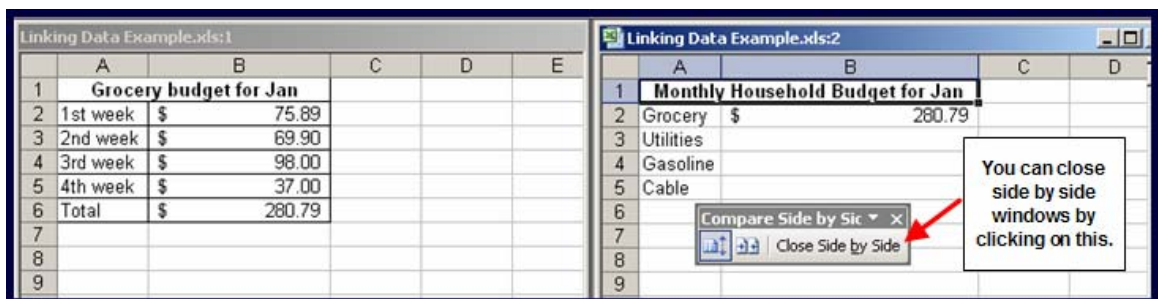 Linking Data Example.xls:1
A B C D E
1 Grocery budget for Jan
2 1st week $ 75.89
3 2nd week $ 69.90
4 3rd week $ 98.00
5 4th week $ 37.00
6 Total $ 280.79
7
8
9
Linking Data Example.xls:2
A B C D
1 Monthly Household Budget for Jan
2 Grocery $ 280.79
3 Utilities
4 Gasoline
5 Cable
6
7
8
9
Compare Side by Sic
Close Side by Side
You can close
side by side
windows by
clicking on this.